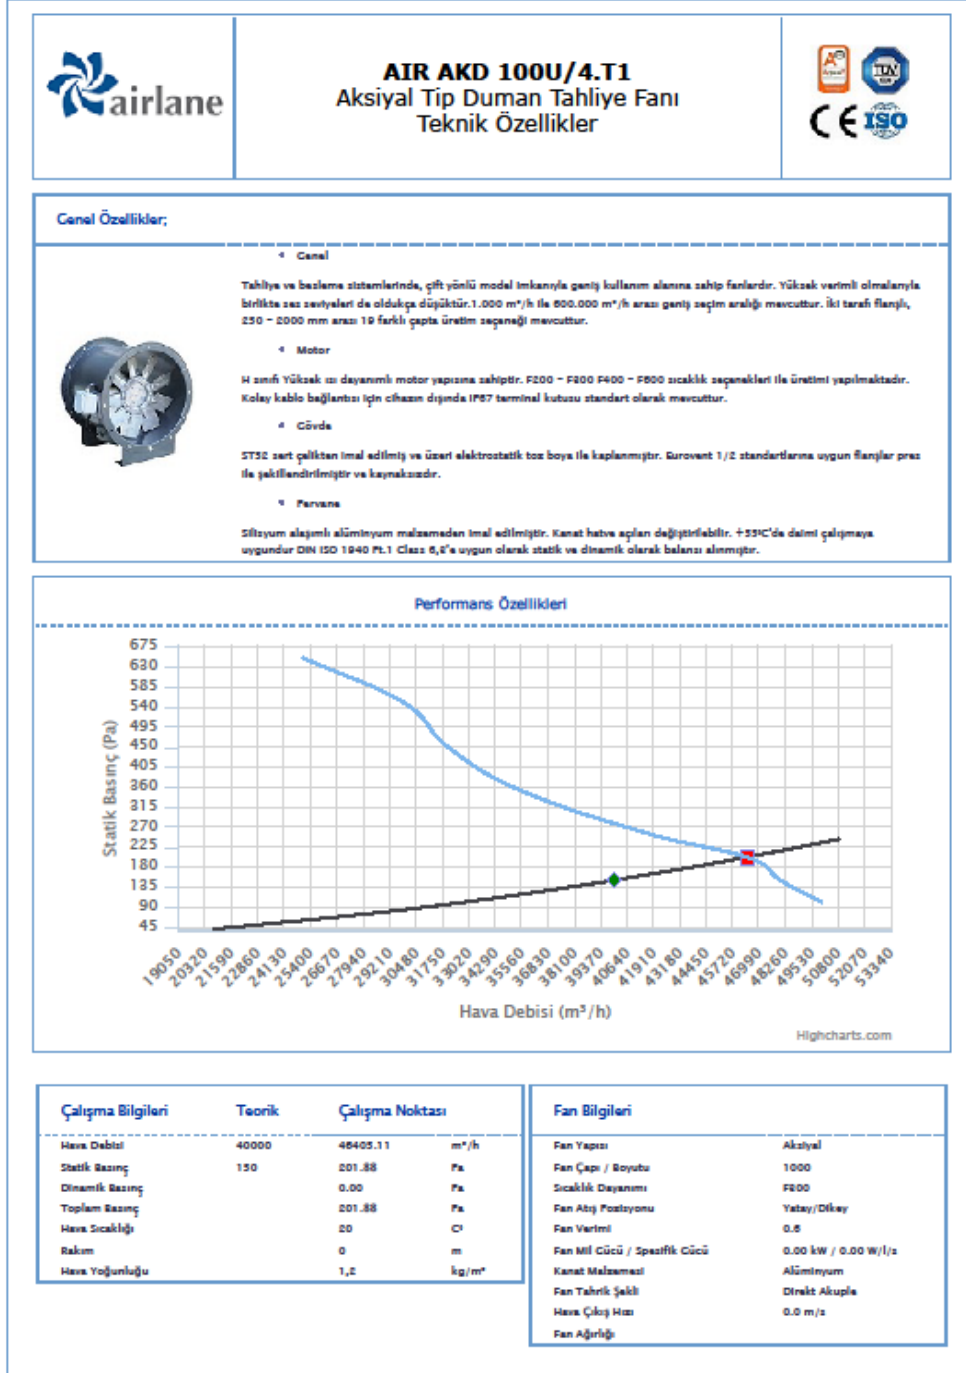 airlane
AIR AKD 100U/4.T1
Aksiyal Tip Duman Tahliye Fanı
Teknik Özellikler
TÜV
CE ISO
Genel Özellikler;
Genel
Tahliye ve besleme sistemlerinde, çift yönlü model imkanıyla geniş kullanım alanına sahip fanlardır. Yüksek verimli olmalarıyla
birlikte ses seviyeleri de oldukça düşüktür.1.000 m³/h ile 600.000 m³/h arası geniş seçim aralığı mevcuttur. İki tarafı flanşlı,
250 - 2000 mm arası 19 farklı çapta üretim seçeneği mevcuttur.
Motor
H sınıfı Yüksek ısı dayanımlı motor yapısına sahiptir. F200 - F300 F400 - F600 sıcaklık seçenekleri ile üretimi yapılmaktadır.
Kolay kablo bağlantısı için cihazın dışında IP67 terminal kutusu standart olarak mevcuttur.
Gövde
ST52 sert çelikten imal edilmiş ve üzeri elektrostatik toz boya ile kaplanmıştır. Eurovent 1/2 standartlarına uygun flanşlar pres
ile şekillendirilmiştir ve kaynaksızdır.
Pervane
Silisyum alaşımlı alüminyum malzemeden imal edilmiştir. Kanat hatve açıları değiştirilebilir. +55ºC'de daimi çalışmaya
uygundur DIN ISO 1940 Pt.1 Class 6,3'e uygun olarak statik ve dinamik olarak balansı alınmıştır.
Performans Özellikleri
Statik Basınç (Pa)
675
630
585
540
495
450
405
360
315
270
225
180
135
90
45
19050 20320 21590 22860 24130 25400 26670 27940 29210 30480 31750 33020 34290 35560 36830 38100 39370 40640 41910 43180 44450 45720 46990 48260 49530 50800 52070 53340
Hava Debisi (m³/h)
Highcharts.com
Çalışma Bilgileri Teorik Çalışma Noktası
Hava Debisi 40000 46405.11 m³/h
Statik Basınç 150 201.88 Pa
Dinamik Basınç 0.00 Pa
Toplam Basınç 201.88 Pa
Hava Sıcaklığı 20 Cº
Rakım 0 m
Hava Yoğunluğu 1,2 kg/m³
Fan Bilgileri
Fan Yapısı Aksiyal
Fan Çapı / Boyutu 1000
Sıcaklık Dayanımı F300
Fan Atış Pozisyonu Yatay/Dikey
Fan Verimi 0.6
Fan Mil Gücü / Spesifik Gücü 0.00 kW / 0.00 W/l/s
Kanat Malzemesi Alüminyum
Fan Tahrik Şekli Direkt Akuple
Hava Çıkış Hızı 0.0 m/s
Fan Ağırlığı